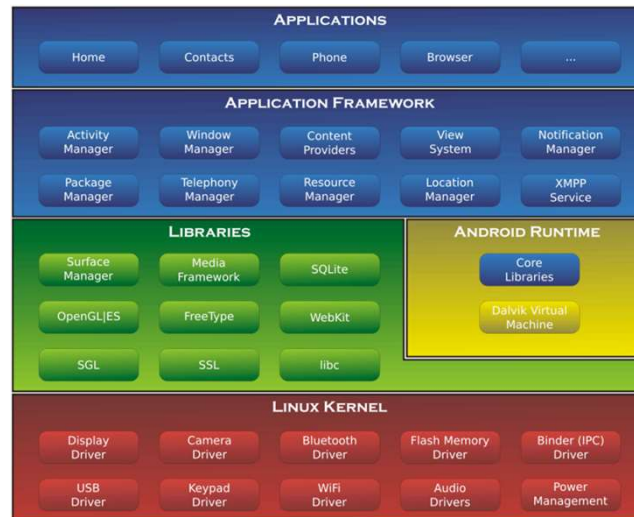 APPLICATIONS
Home
Contacts
Phone
Browser
...
APPLICATION FRAMEWORK
Activity
Manager
Window
Manager
Content
Providers
View
System
Notification
Manager
Package
Manager
Telephony
Manager
Resource
Manager
Location
Manager
XMPP
Service
LIBRARIES
Surface
Manager
Media
Framework
SQLite
OpenGL|ES
FreeType
WebKit
SGL
SSL
libc
ANDROID RUNTIME
Core
Libraries
Dalvik Virtual
Machine
LINUX KERNEL
Display
Driver
Camera
Driver
Bluetooth
Driver
Flash Memory
Driver
Binder (IPC)
Driver
USB
Driver
Keypad
Driver
WiFi
Driver
Audio
Drivers
Power
Management